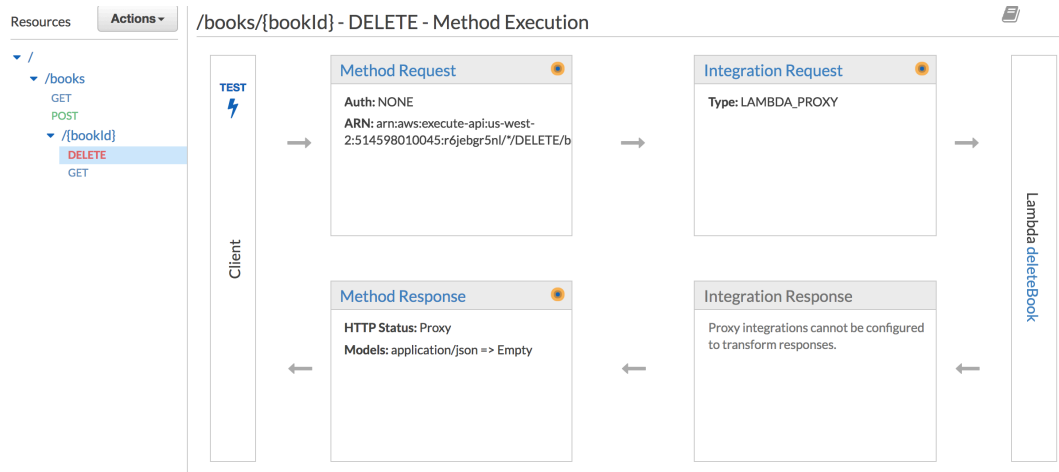 Resources
Actions
/books/{bookId} - DELETE - Method Execution
/
/books
GET
POST
/{bookId}
DELETE
GET
TEST
Client
Method Request
Auth: NONE
ARN: arn:aws:execute-api:us-west-
2:514598010045:r6jebgr5nl/*/DELETE/b
Integration Request
Type: LAMBDA_PROXY
Lambda deleteBook
Method Response
HTTP Status: Proxy
Models: application/json => Empty
Integration Response
Proxy integrations cannot be configured
to transform responses.